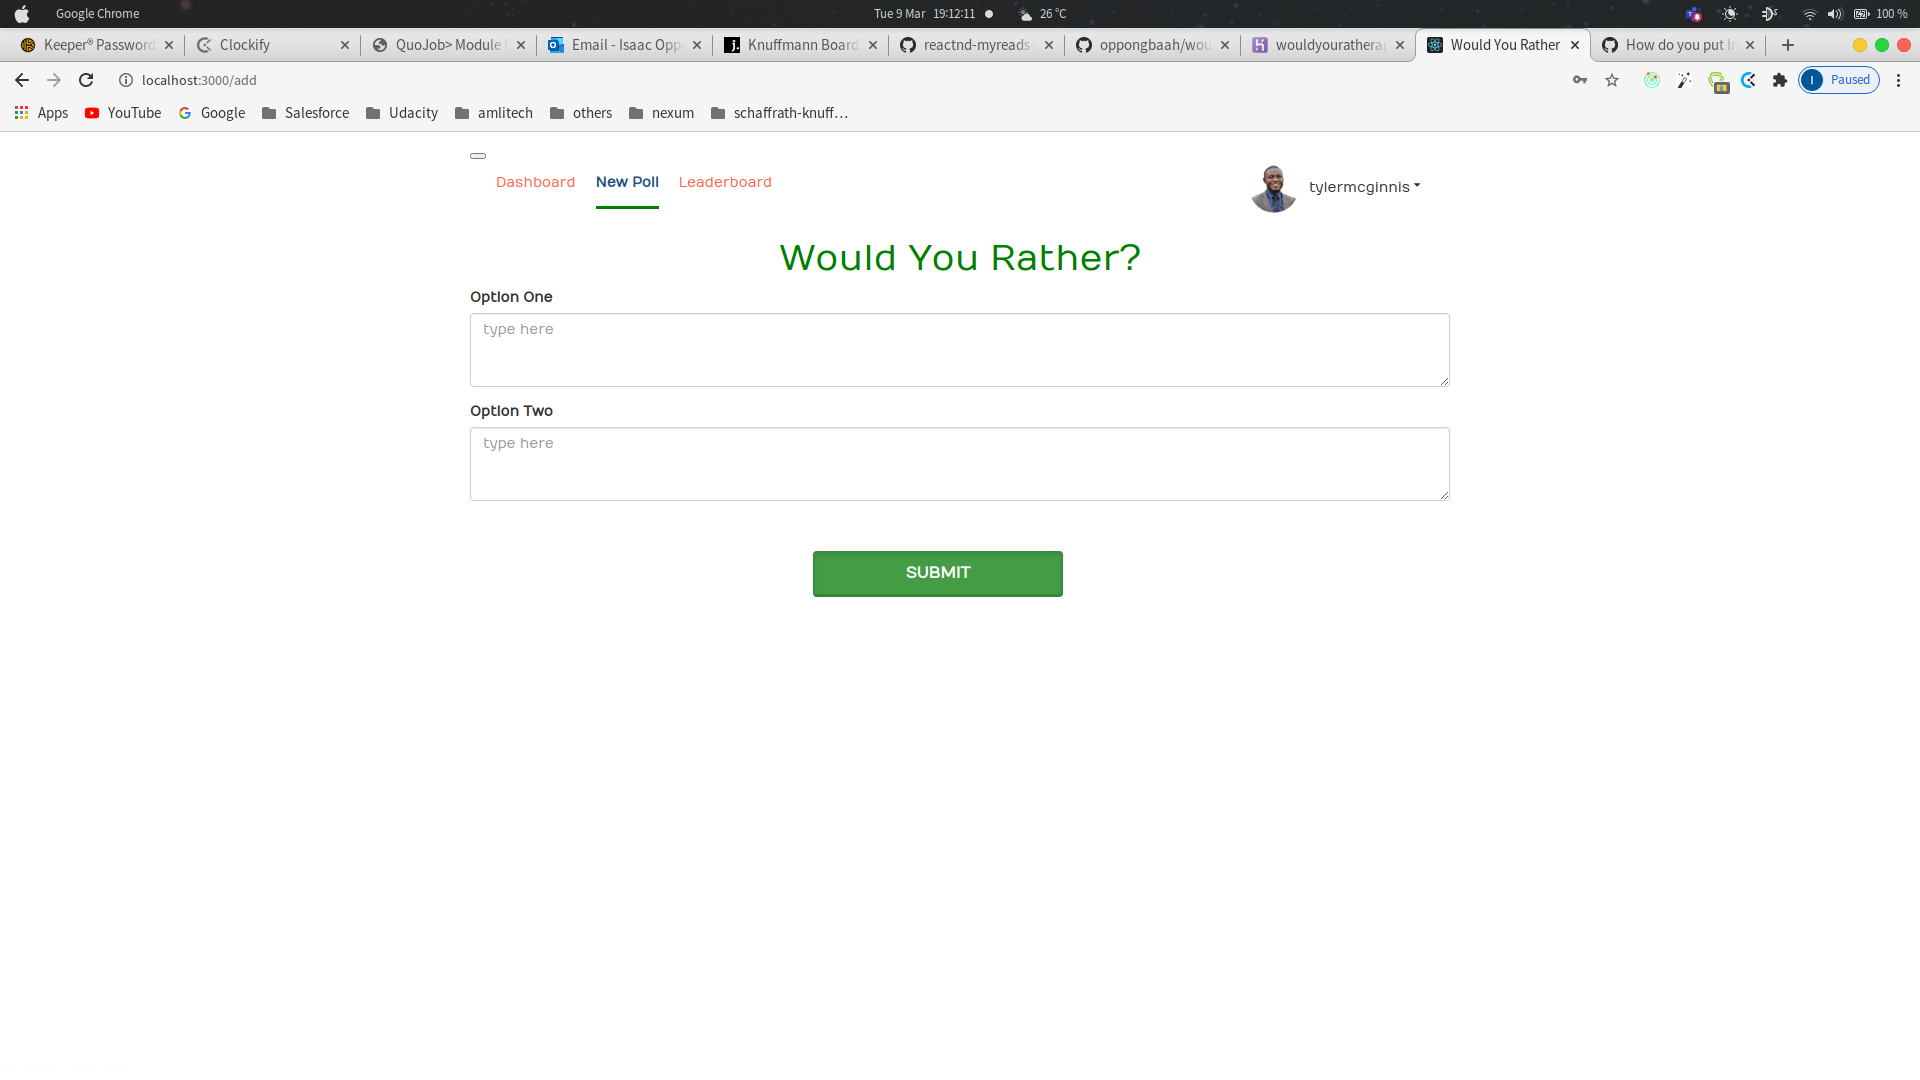 Google Chrome Tue 9 Mar 19:12:11 26 °C 100 %
Keeper® Password Clockify QuoJob> Module Email - Isaac Opp Knuffmann Board reactnd-myreads- oppongbaah/wou wouldyouratherap Would You Rather How do you put I
localhost:3000/add I Paused
Apps YouTube Google Salesforce Udacity amlitech others nexum schaffrath-knuff...
Dashboard New Poll Leaderboard tylermcginnis
Would You Rather?
Option One
type here
Option Two
type here
SUBMIT